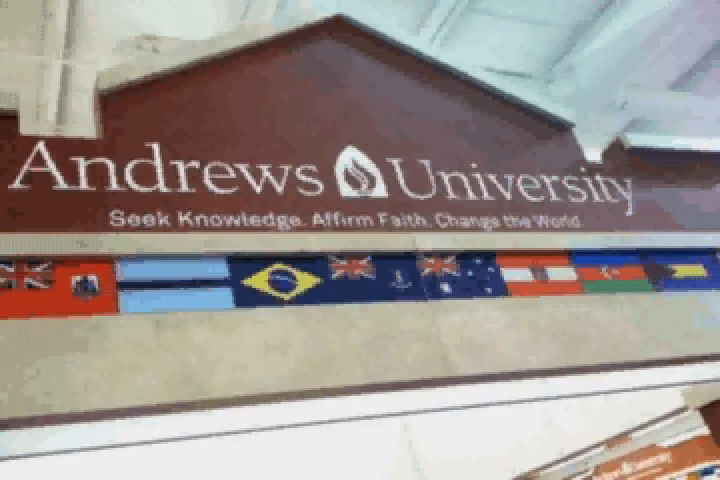 Andrews University
Seek Knowledge. Affirm Faith. Change the World.